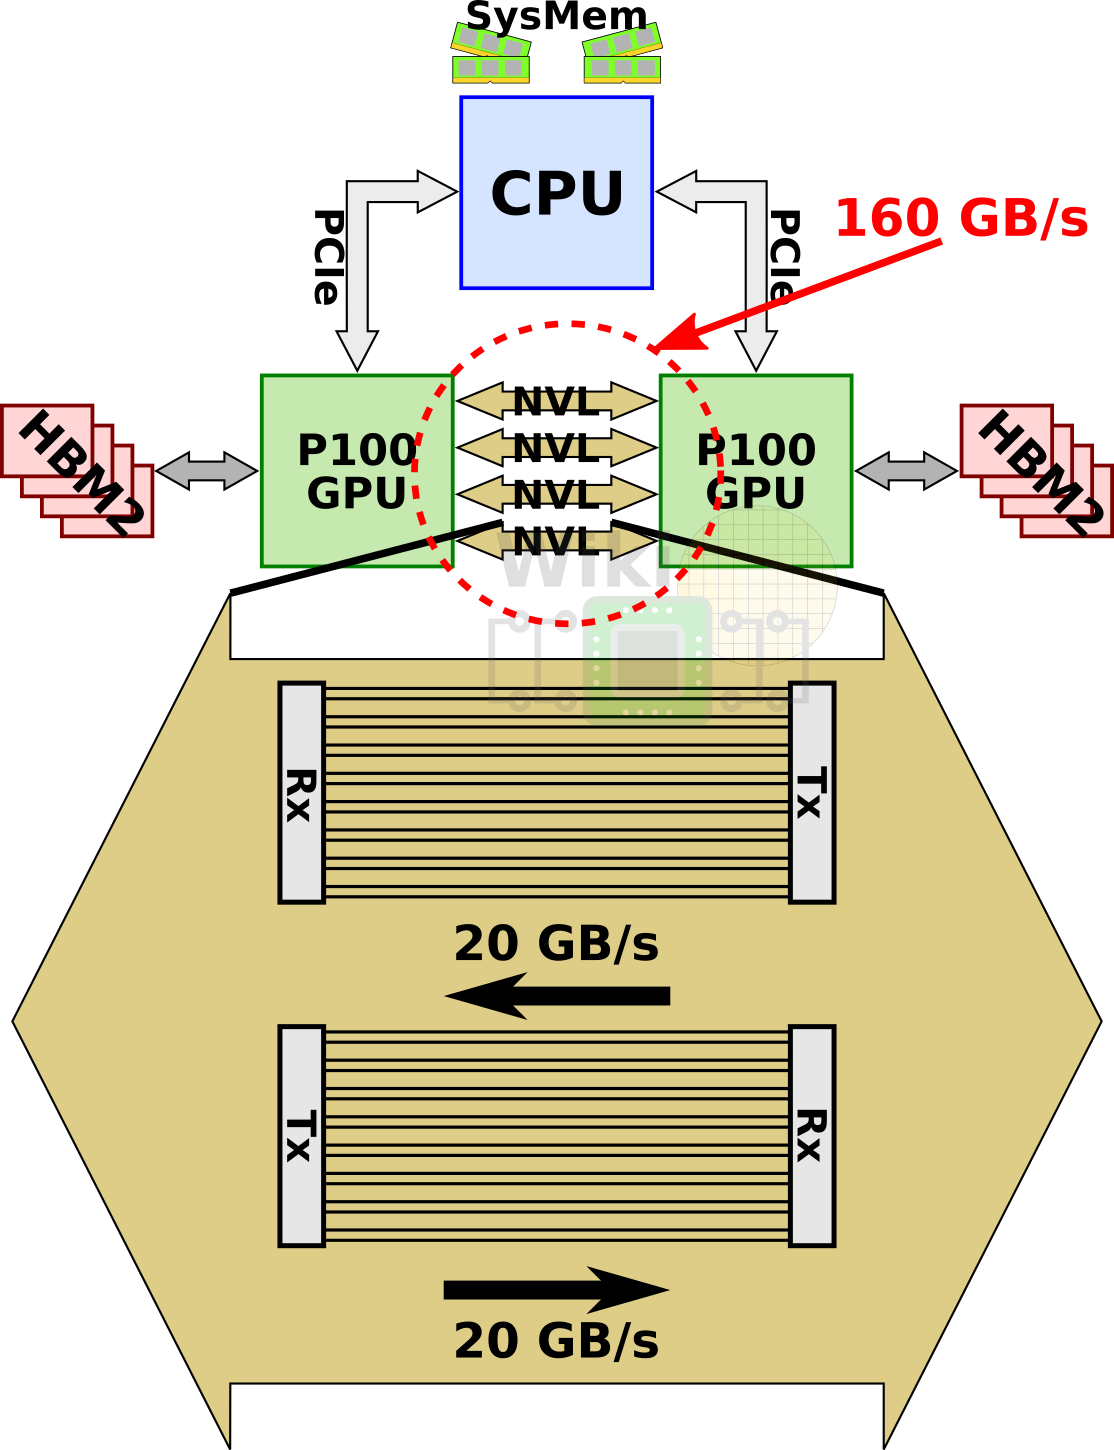 SysMem
CPU
160 GB/s
PCIe
PCIe
NVL
NVL
NVL
NVL
P100
GPU
P100
GPU
HBM2
HBM2
Wiki
Rx
Tx
20 GB/s
Tx
Rx
20 GB/s